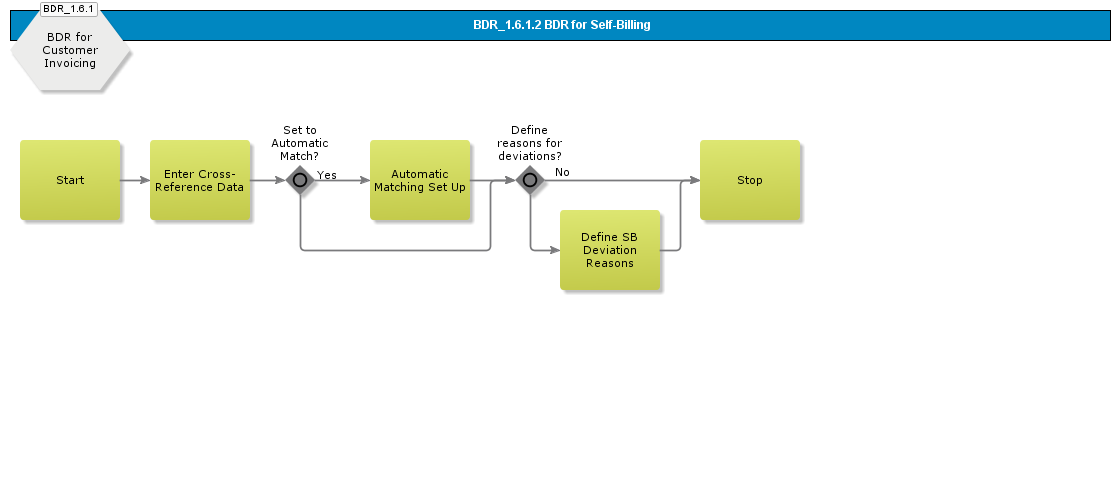 BDR_1.6.1
BDR_1.6.1.2 BDR for Self-Billing
BDR for
Customer
Invoicing
Start
Enter Cross-
Reference Data
Set to
Automatic
Match?
Yes
Automatic
Matching Set Up
Define
reasons for
deviations?
No
Define SB
Deviation
Reasons
Stop